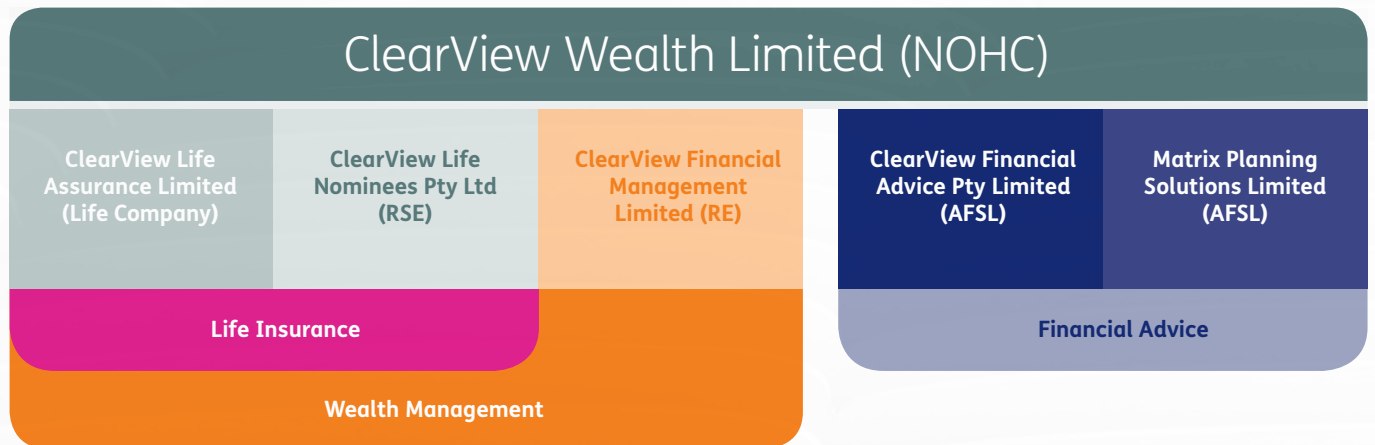 ClearView Wealth Limited (NOHC)
ClearView Life
Assurance Limited
(Life Company)
ClearView Life
Nominees Pty Ltd
(RSE)
ClearView Financial
Management
Limited (RE)
ClearView Financial
Advice Pty Limited
(AFSL)
Matrix Planning
Solutions Limited
(AFSL)
Life Insurance
Financial Advice
Wealth Management